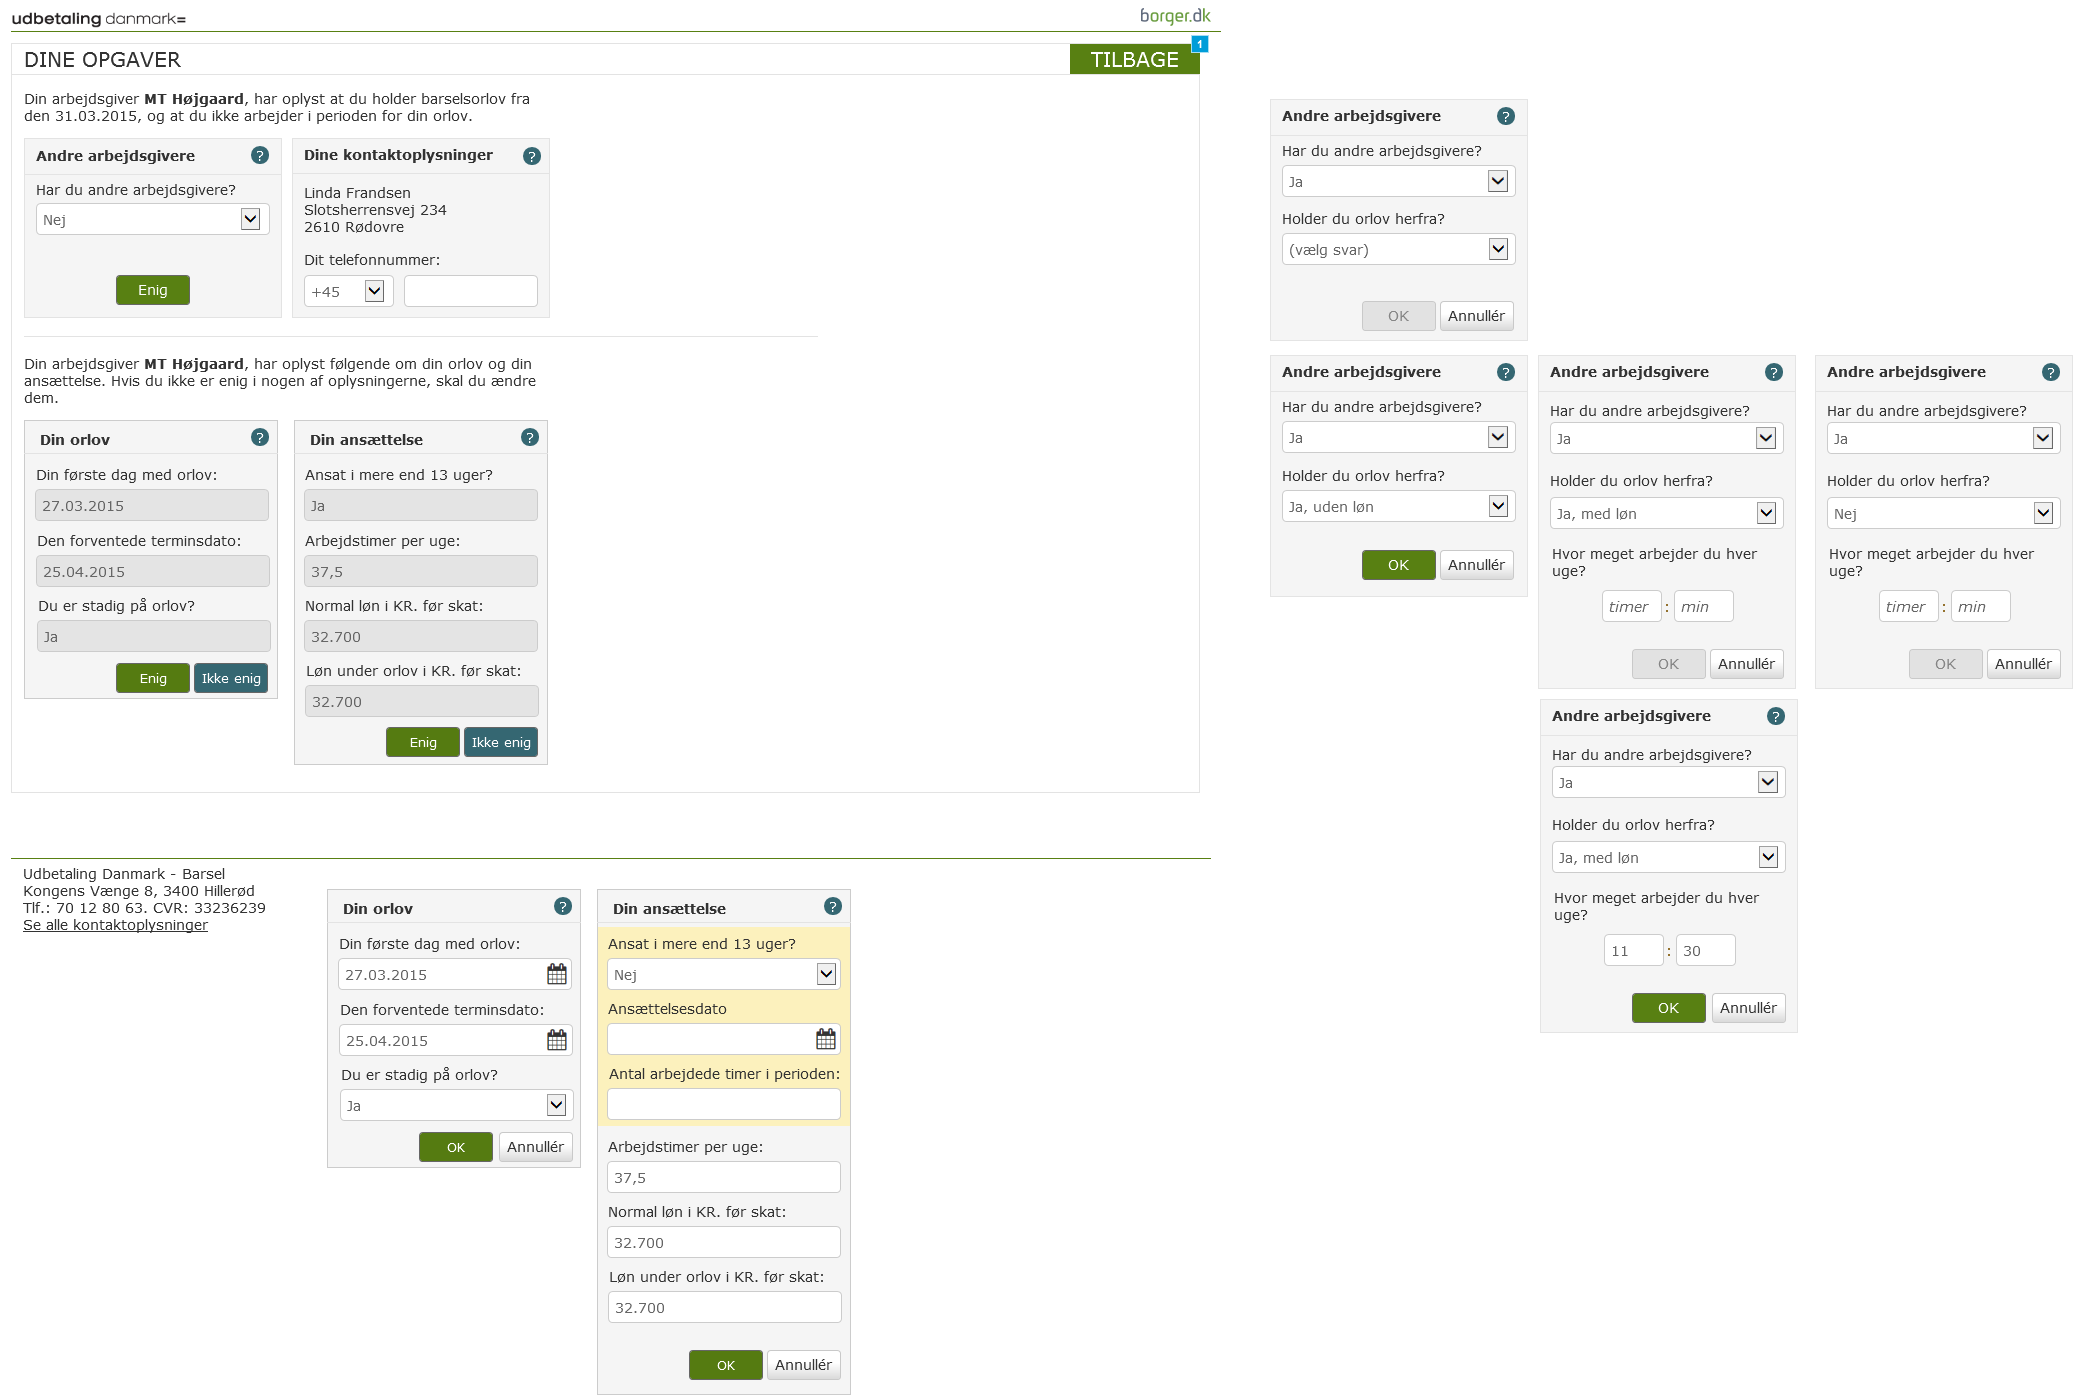 udbetaling danmark=
borger.dk
DINE OPGAVER
TILBAGE
1
Din arbejdsgiver MT Højgaard, har oplyst at du holder barselsorlov fra
den 31.03.2015, og at du ikke arbejder i perioden for din orlov.
Andre arbejdsgivere
?
Har du andre arbejdsgivere?
Nej
Enig
Dine kontaktoplysninger
?
Linda Frandsen
Slotsherrensvej 234
2610 Rødovre
Dit telefonnummer:
+45
Din arbejdsgiver MT Højgaard, har oplyst følgende om din orlov og din
ansættelse. Hvis du ikke er enig i nogen af oplysningerne, skal du ændre
dem.
Din orlov
?
Din første dag med orlov:
27.03.2015
Den forventede terminsdato:
25.04.2015
Du er stadig på orlov?
Ja
Enig
Ikke enig
Din ansættelse
?
Ansat i mere end 13 uger?
Ja
Arbejdstimer per uge:
37,5
Normal løn i KR. før skat:
32.700
Løn under orlov i KR. før skat:
32.700
Enig
Ikke enig
Udbetaling Danmark - Barsel
Kongens Vænge 8, 3400 Hillerød
Tlf.: 70 12 80 63. CVR: 33236239
Se alle kontaktoplysninger
Din orlov
?
Din første dag med orlov:
27.03.2015
Den forventede terminsdato:
25.04.2015
Du er stadig på orlov?
Ja
OK
Annullér
Din ansættelse
?
Ansat i mere end 13 uger?
Nej
Ansættelsesdato
Antal arbejdede timer i perioden:
Arbejdstimer per uge:
37,5
Normal løn i KR. før skat:
32.700
Løn under orlov i KR. før skat:
32.700
OK
Annullér
Andre arbejdsgivere
?
Har du andre arbejdsgivere?
Ja
Holder du orlov herfra?
(vælg svar)
OK
Annullér
Andre arbejdsgivere
?
Har du andre arbejdsgivere?
Ja
Holder du orlov herfra?
Ja, uden løn
OK
Annullér
Andre arbejdsgivere
?
Har du andre arbejdsgivere?
Ja
Holder du orlov herfra?
Ja, med løn
Hvor meget arbejder du hver
uge?
timer : min
OK
Annullér
Andre arbejdsgivere
?
Har du andre arbejdsgivere?
Ja
Holder du orlov herfra?
Nej
Hvor meget arbejder du hver
uge?
timer : min
OK
Annullér
Andre arbejdsgivere
?
Har du andre arbejdsgivere?
Ja
Holder du orlov herfra?
Ja, med løn
Hvor meget arbejder du hver
uge?
11 : 30
OK
Annullér